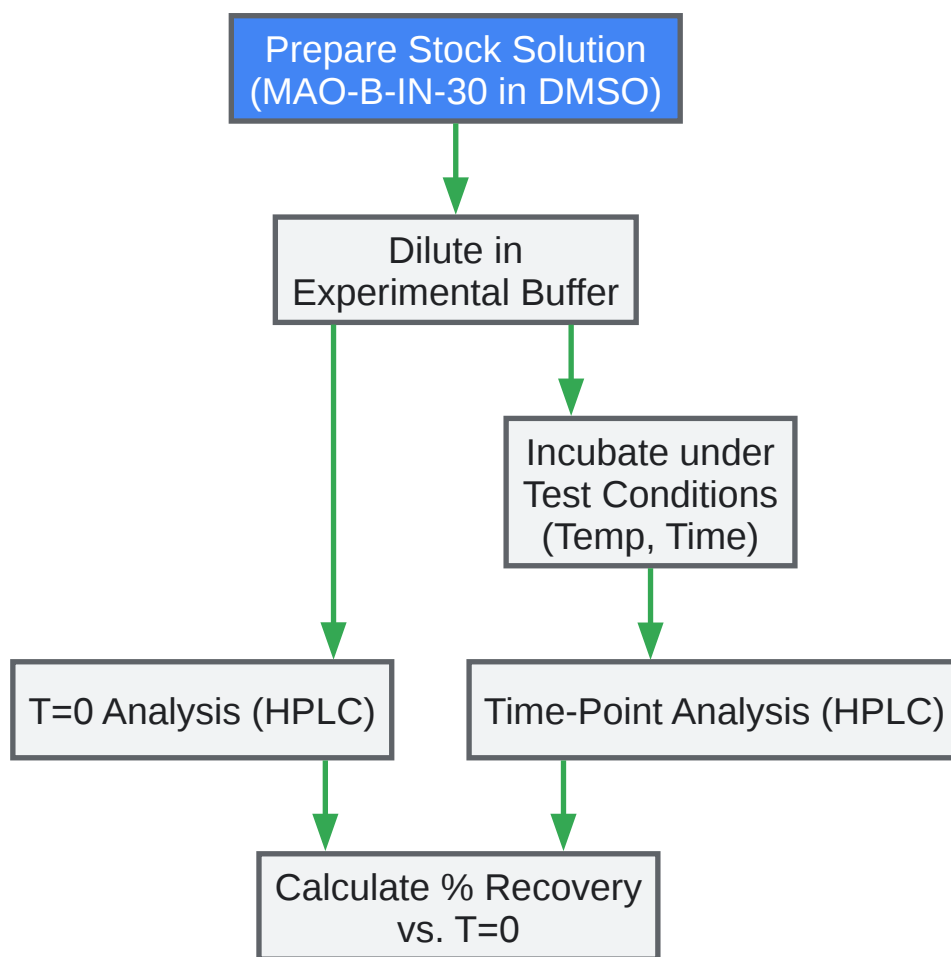 Prepare Stock Solution
(MAO-B-IN-30 in DMSO)
Dilute in
Experimental Buffer
Incubate under
Test Conditions
(Temp, Time)
T=0 Analysis (HPLC)
Time-Point Analysis (HPLC)
Calculate % Recovery
vs. T=0